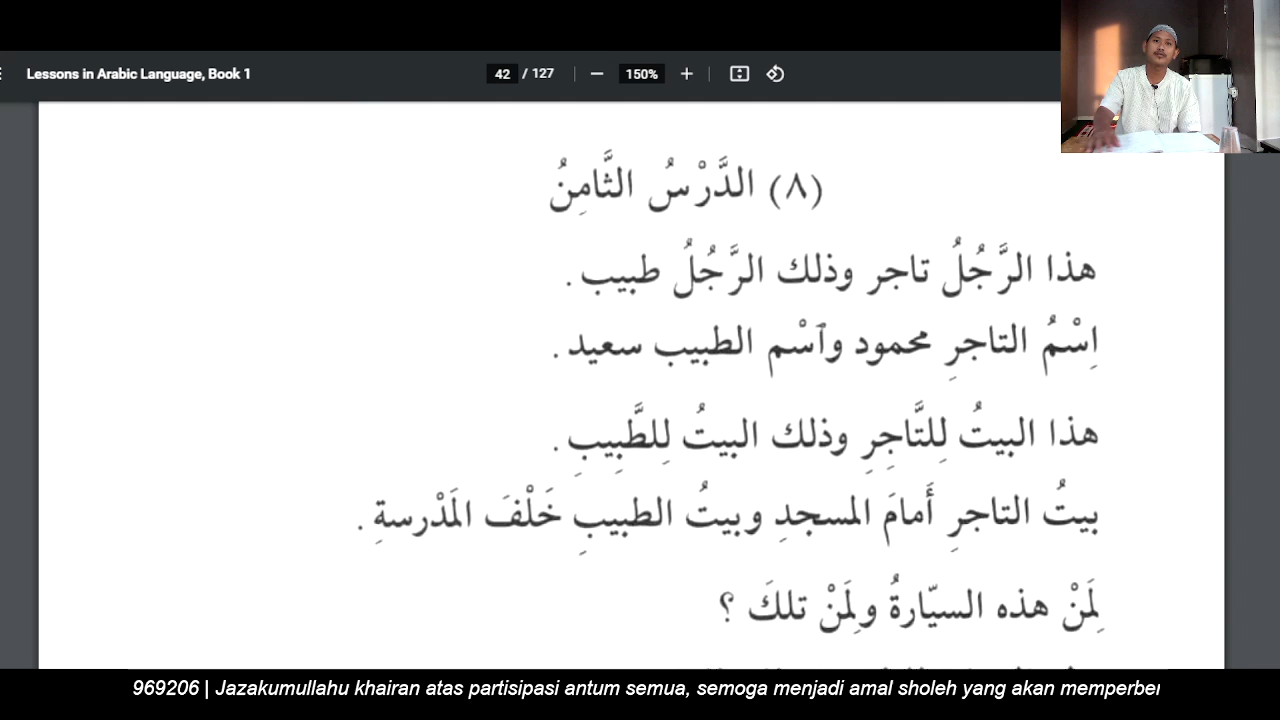 Lessons in Arabic Language, Book 1
42 / 127
150%
(٨) الدَّرْسُ الثَّامِنُ
هذا الرَّجُلُ تاجر وذلك الرَّجُلُ طبيب .
اِسْمُ التاجرِ محمود وٱسْم الطبيب سعيد .
هذا البيتُ لِلتَّاجِرِ وذلك البيتُ لِلطَّبِيبِ .
بيتُ التاجرِ أَمامَ المسجدِ وبيتُ الطبيبِ خَلْفَ المَدْرسةِ .
لِمَنْ هذه السيّارةُ ولِمَنْ تلكَ ؟
969206 | Jazakumullahu khairan atas partisipasi antum semua, semoga menjadi amal sholeh yang akan